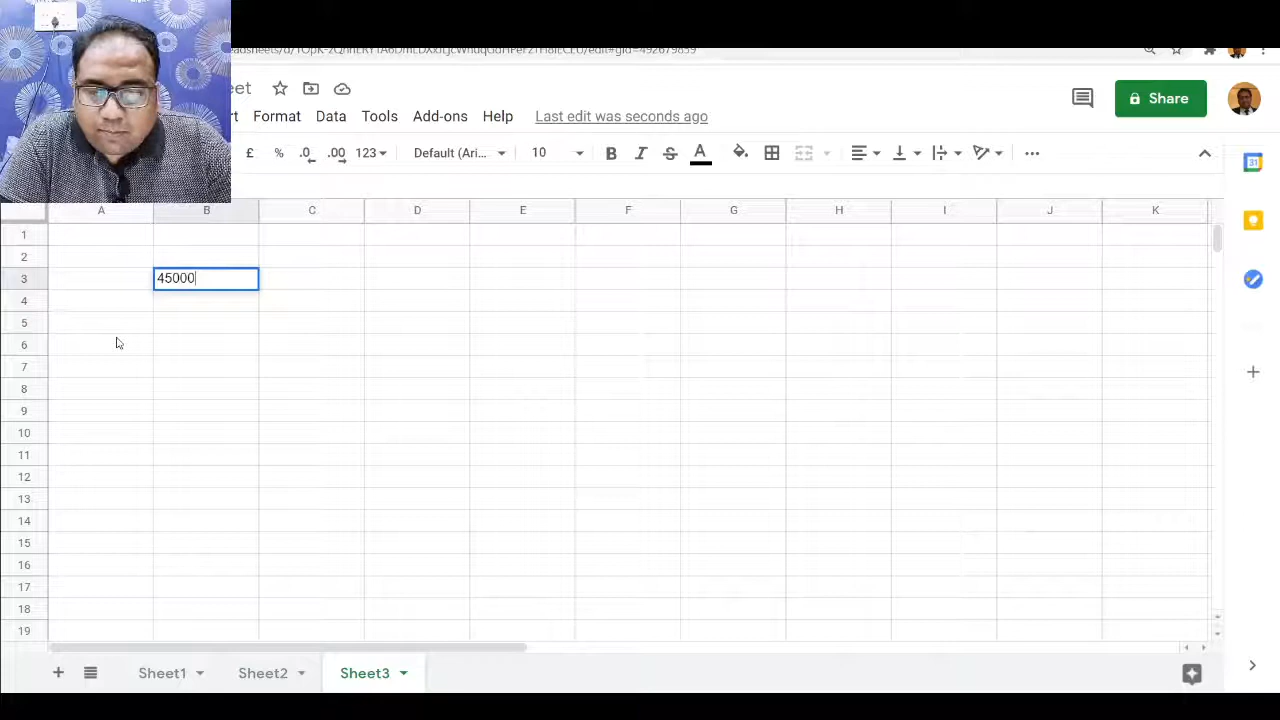 eet
Last edit was seconds ago
Share
rt Format Data Tools Add-ons Help
£ % .0 .00 123 Default (Ari... 10 B I S A
31
A B C D E F G H I J K
1
2
3 45000
4
5
6
7
8
9
10
11
12
13
14
15
16
17
18
19
Sheet1 Sheet2 Sheet3